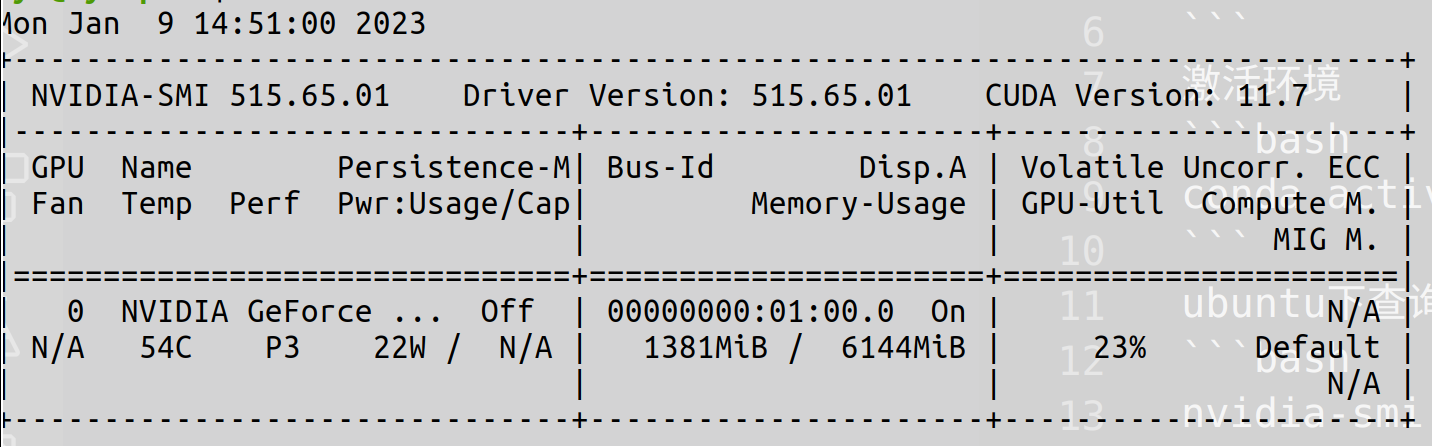 Mon Jan  9 14:51:00 2023
+-----------------------------------------------------------------------------+
| NVIDIA-SMI 515.65.01    Driver Version: 515.65.01    CUDA Version: 11.7     |
|-------------------------------+----------------------+----------------------+
| GPU  Name        Persistence-M| Bus-Id        Disp.A | Volatile Uncorr. ECC |
| Fan  Temp  Perf  Pwr:Usage/Cap|         Memory-Usage | GPU-Util  Compute M. |
|                               |                      |               MIG M. |
|===============================+======================+======================|
|   0  NVIDIA GeForce ...  Off  | 00000000:01:00.0  On |                  N/A |
| N/A   54C    P3    22W /  N/A |   1381MiB /  6144MiB |     23%      Default |
|                               |                      |                  N/A |
+-------------------------------+----------------------+----------------------+
6 ```
7 激活环境
8 ```bash
9 conda activ
10 ```
11 ubuntu下查询
12 ```bash
13 nvidia-smi